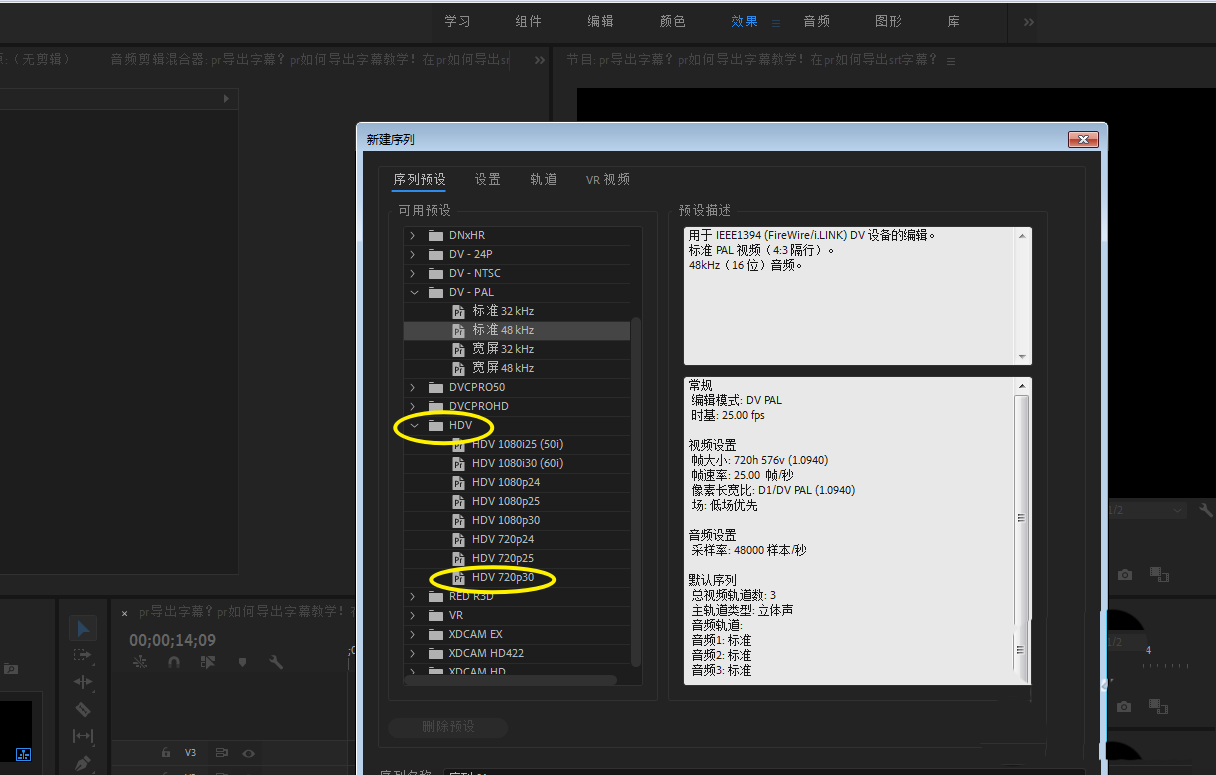 学习 组件 编辑 颜色 效果 音频 图形 库
（无剪辑） 音频剪辑混合器: pr导出字幕？pr如何导出字幕教学！在pr如何导出sr
节目: pr导出字幕？pr如何导出字幕教学！在pr如何导出srt字幕？
新建序列
序列预设 设置 轨道 VR 视频
可用预设
DNxHR
DV - 24P
DV - NTSC
DV - PAL
标准 32 kHz
标准 48 kHz
宽屏 32 kHz
宽屏 48 kHz
DVCPRO50
DVCPROHD
HDV
HDV 1080i25 (50i)
HDV 1080i30 (60i)
HDV 1080p24
HDV 1080p25
HDV 1080p30
HDV 720p24
HDV 720p25
HDV 720p30
RED R3D
VR
XDCAM EX
XDCAM HD422
XDCAM HD
删除预设
预设描述
用于 IEEE1394 (FireWire/i.LINK) DV 设备的编辑。
标准 PAL 视频（4:3 隔行）。
48kHz（16 位）音频。
常规
编辑模式: DV PAL
时基: 25.00 fps
视频设置
帧大小: 720h 576v (1.0940)
帧速率: 25.00 帧/秒
像素长宽比: D1/DV PAL (1.0940)
场: 低场优先
音频设置
采样率: 48000 样本/秒
默认序列
总视频轨道数: 3
主轨道类型: 立体声
音频轨道:
音频1: 标准
音频2: 标准
音频3: 标准
序列名称: 序列 01
× pr导出字幕？pr如何导出字幕教学！在
00;00;14;09
V3
1/2
1/2
4